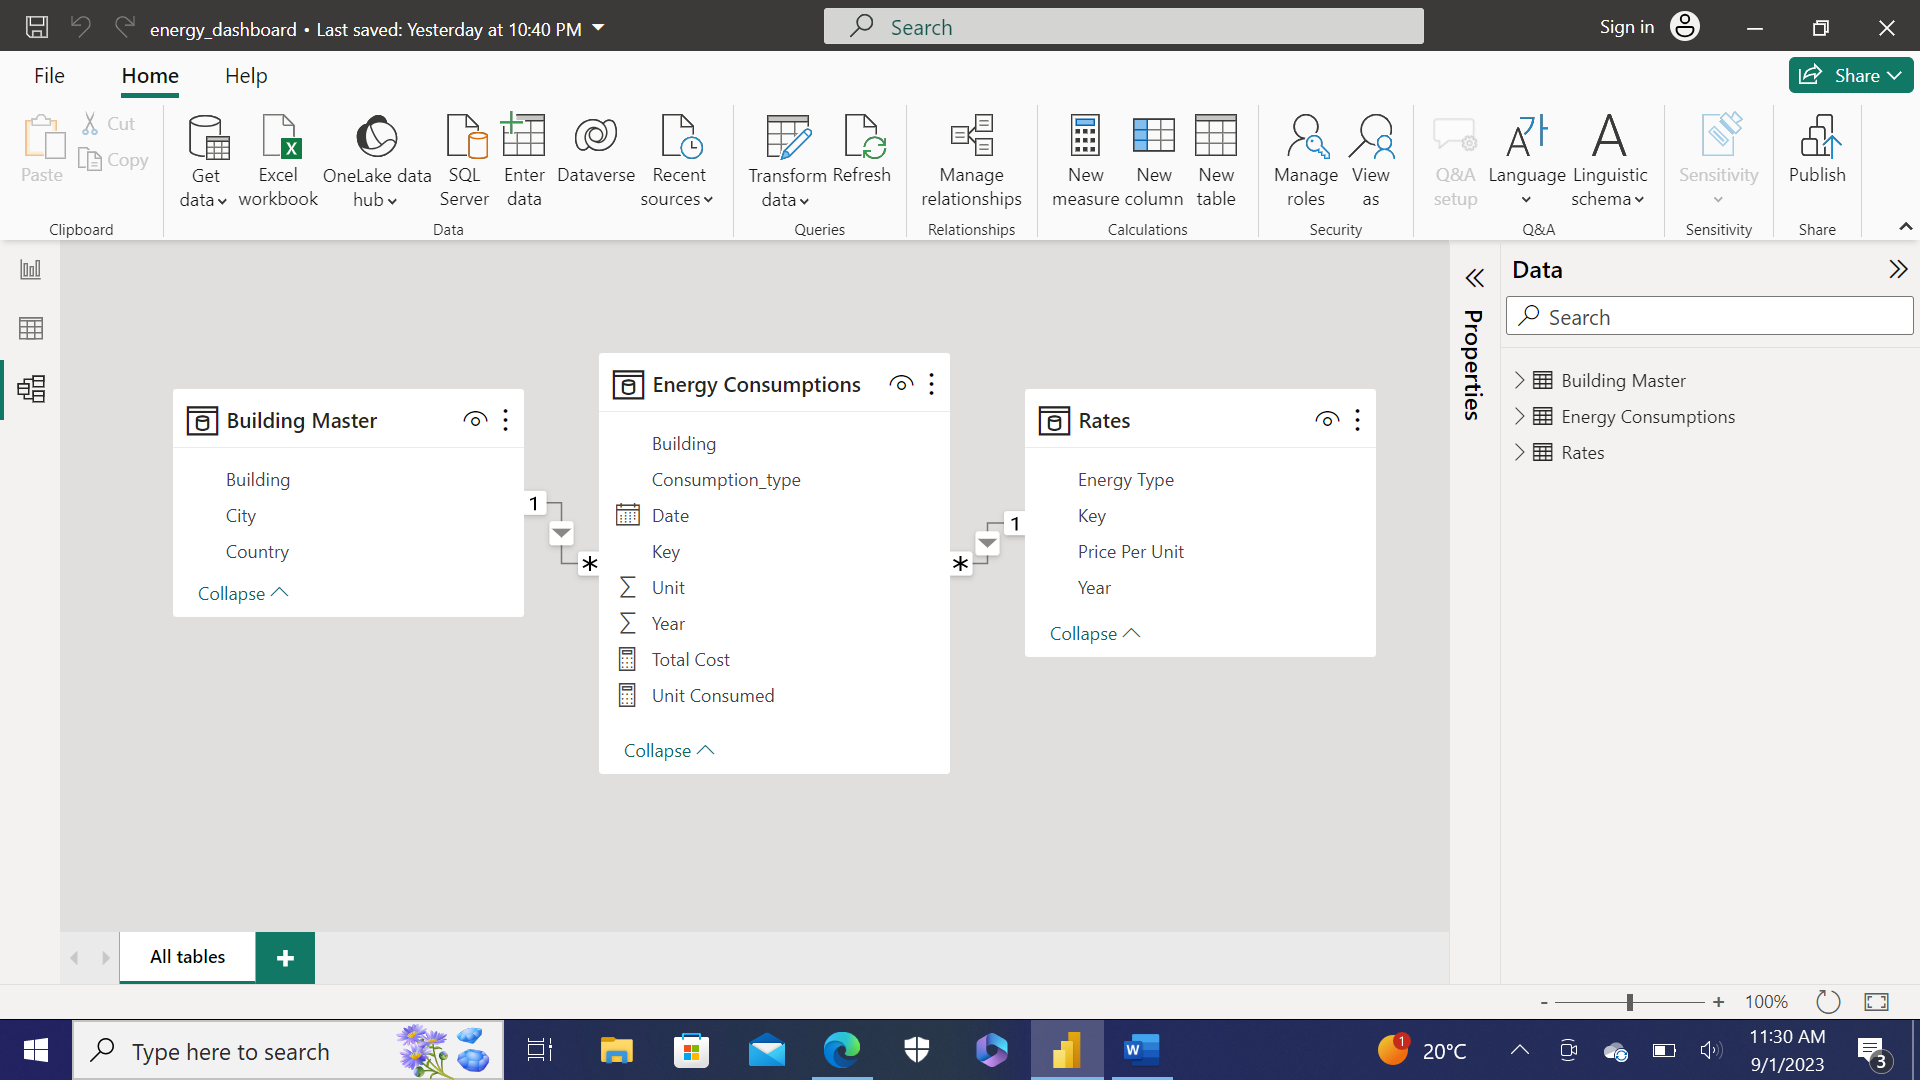 energy_dashboard • Last saved: Yesterday at 10:40 PM
Search
Sign in
File
Home
Help
Share
Paste
Cut
Copy
Clipboard
Get data
Excel workbook
OneLake data hub
SQL Server
Enter data
Dataverse
Recent sources
Data
Transform data
Refresh
Queries
Manage relationships
Relationships
New measure
New column
New table
Calculations
Manage roles
View as
Security
Q&A setup
Language
Linguistic schema
Q&A
Sensitivity
Sensitivity
Publish
Share
Building Master
Building
City
Country
Collapse
1
*
Energy Consumptions
Building
Consumption_type
Date
Key
Unit
Year
Total Cost
Unit Consumed
Collapse
*
1
Rates
Energy Type
Key
Price Per Unit
Year
Collapse
Properties
Data
Search
Building Master
Energy Consumptions
Rates
All tables
+
- + 100%
Type here to search
W
1
20°C
11:30 AM
9/1/2023
3